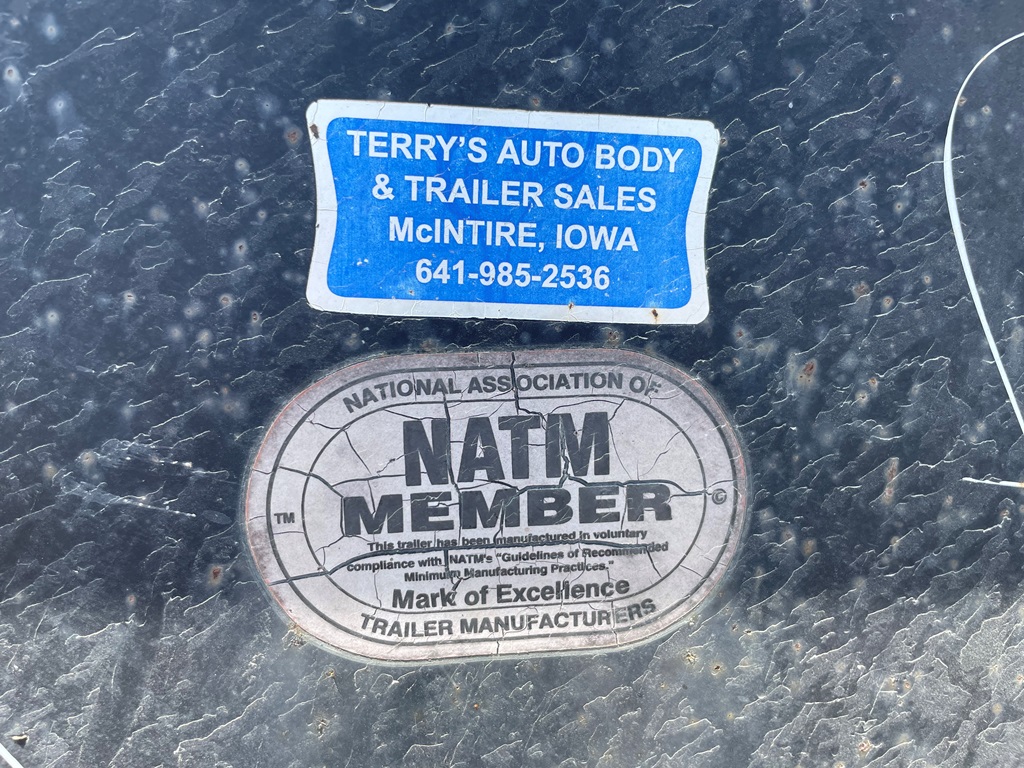 TERRY'S AUTO BODY
& TRAILER SALES
McINTIRE, IOWA
641-985-2536
NATIONAL ASSOCIATION OF
NATM
MEMBER
TM
©
This trailer has been manufactured in voluntary
compliance with NATM's "Guidelines of Recommended
Minimum Manufacturing Practices."
Mark of Excellence
TRAILER MANUFACTURERS